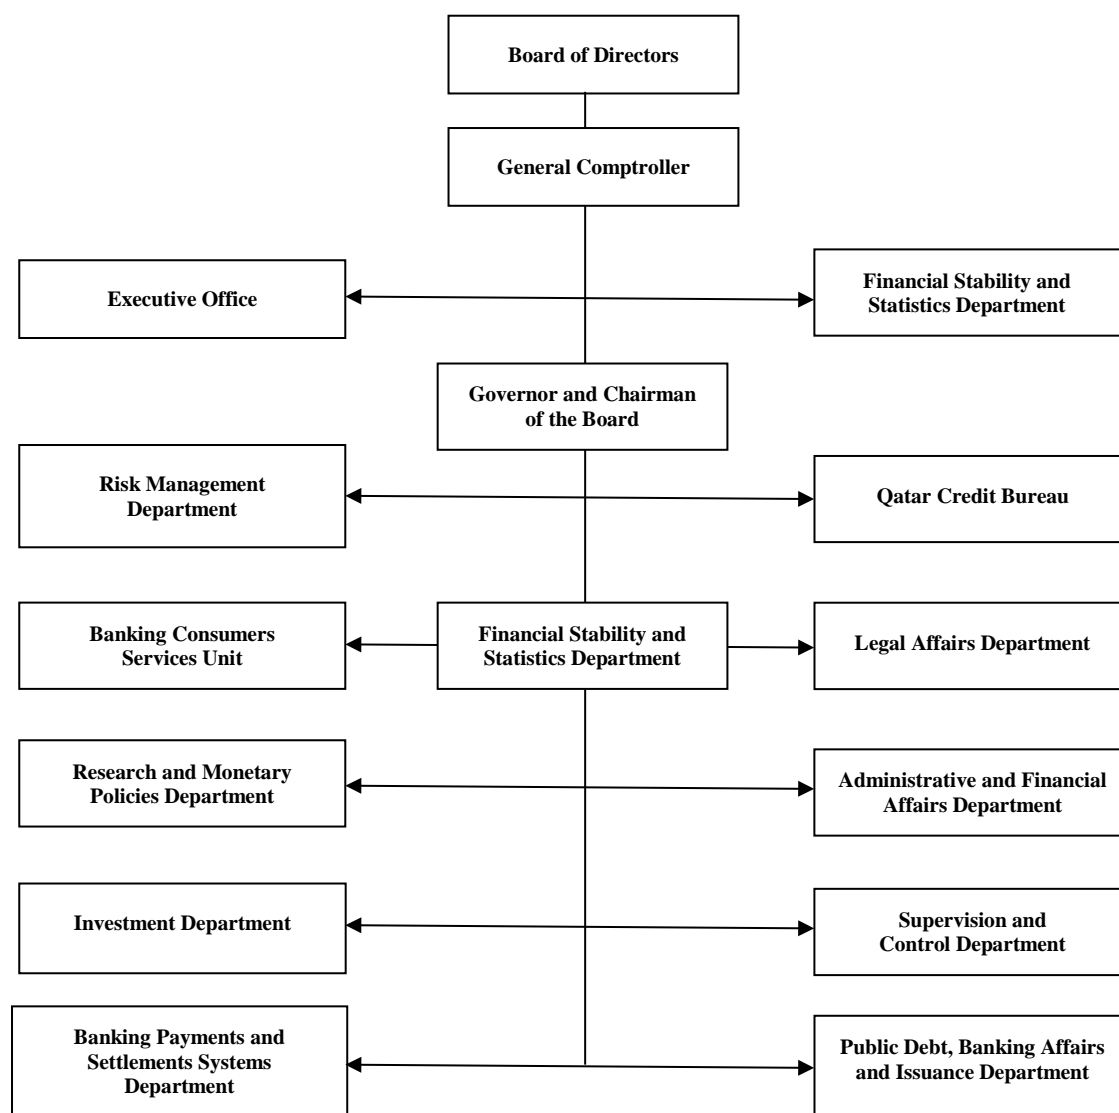 Board of Directors
General Comptroller
Executive Office
Financial Stability and
Statistics Department
Governor and Chairman
of the Board
Risk Management
Department
Qatar Credit Bureau
Banking Consumers
Services Unit
Financial Stability and
Statistics Department
Legal Affairs Department
Research and Monetary
Policies Department
Administrative and Financial
Affairs Department
Investment Department
Supervision and
Control Department
Banking Payments and
Settlements Systems
Department
Public Debt, Banking Affairs
and Issuance Department